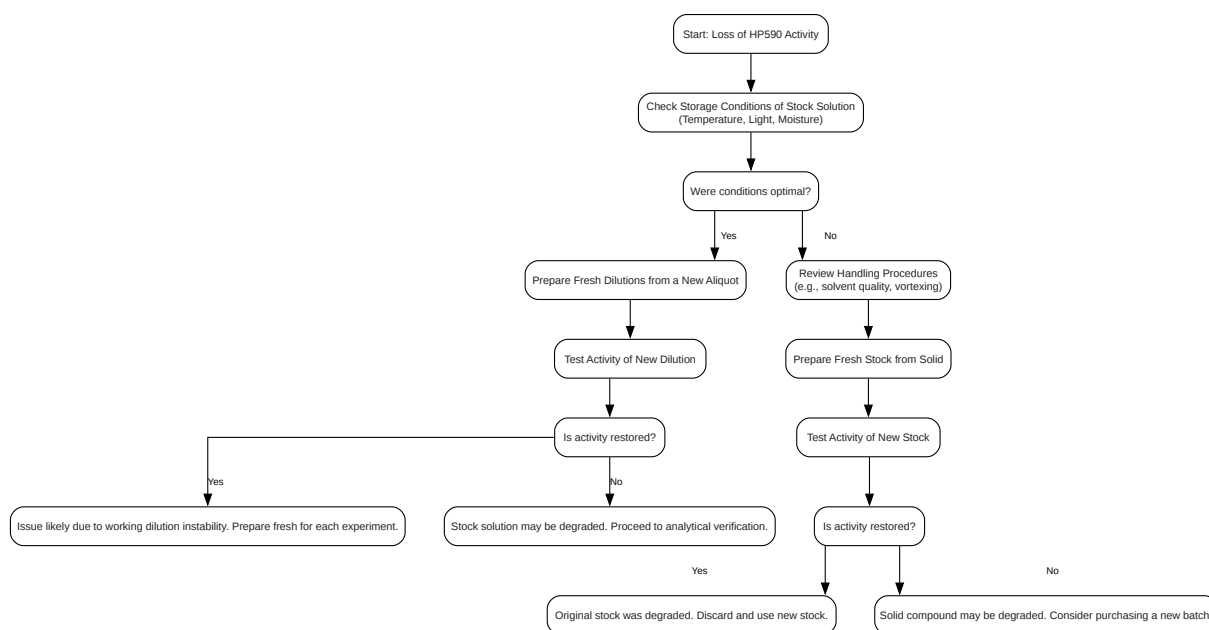 Start: Loss of HP590 Activity
Check Storage Conditions of Stock Solution
(Temperature, Light, Moisture)
Were conditions optimal?
Yes
No
Prepare Fresh Dilutions from a New Aliquot
Review Handling Procedures
(e.g., solvent quality, vortexing)
Test Activity of New Dilution
Prepare Fresh Stock from Solid
Is activity restored?
Test Activity of New Stock
Yes
No
Issue likely due to working dilution instability. Prepare fresh for each experiment.
Stock solution may be degraded. Proceed to analytical verification.
Is activity restored?
Yes
No
Original stock was degraded. Discard and use new stock.
Solid compound may be degraded. Consider purchasing a new batch